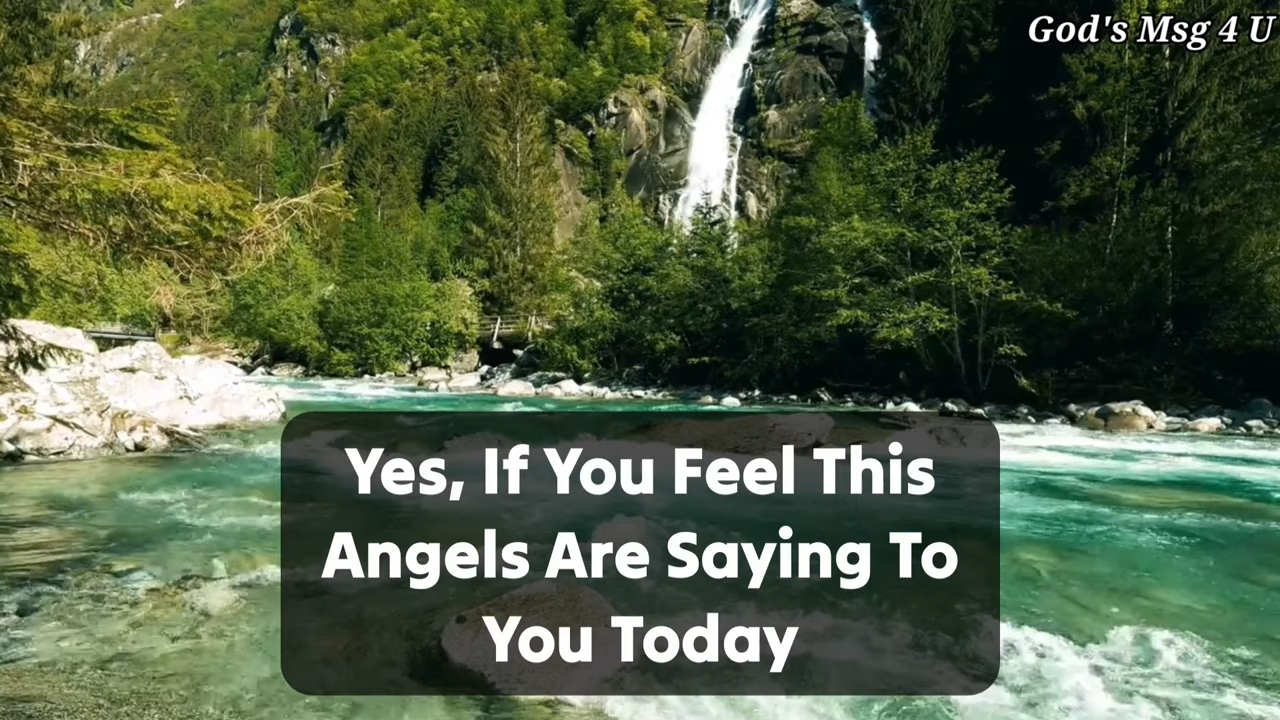 God's Msg 4 U
Yes, If You Feel This
Angels Are Saying To
You Today